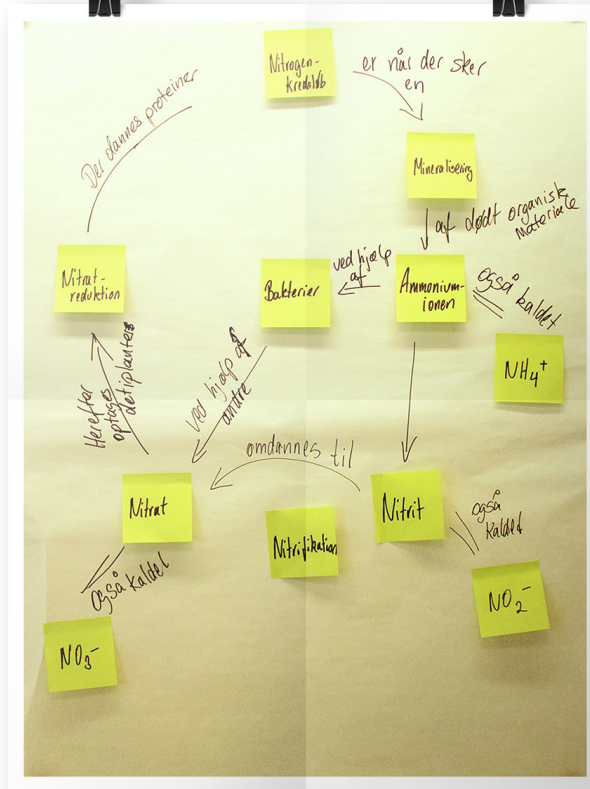 Nitrogen-
kredsløb
er når der sker
en
Der dannes proteiner
Mineralisering
af dødt organisk
materiale
Nitrat-
reduktion
Bakterier
ved hjælp
af
Ammonium-
ionen
også kaldet
NH4+
Herefter
optages
det i planter
ved hjælp af
andre
omdannes til
Nitrat
Nitrifikation
Nitrit
også
kaldet
også kaldet
NO3-
NO2-